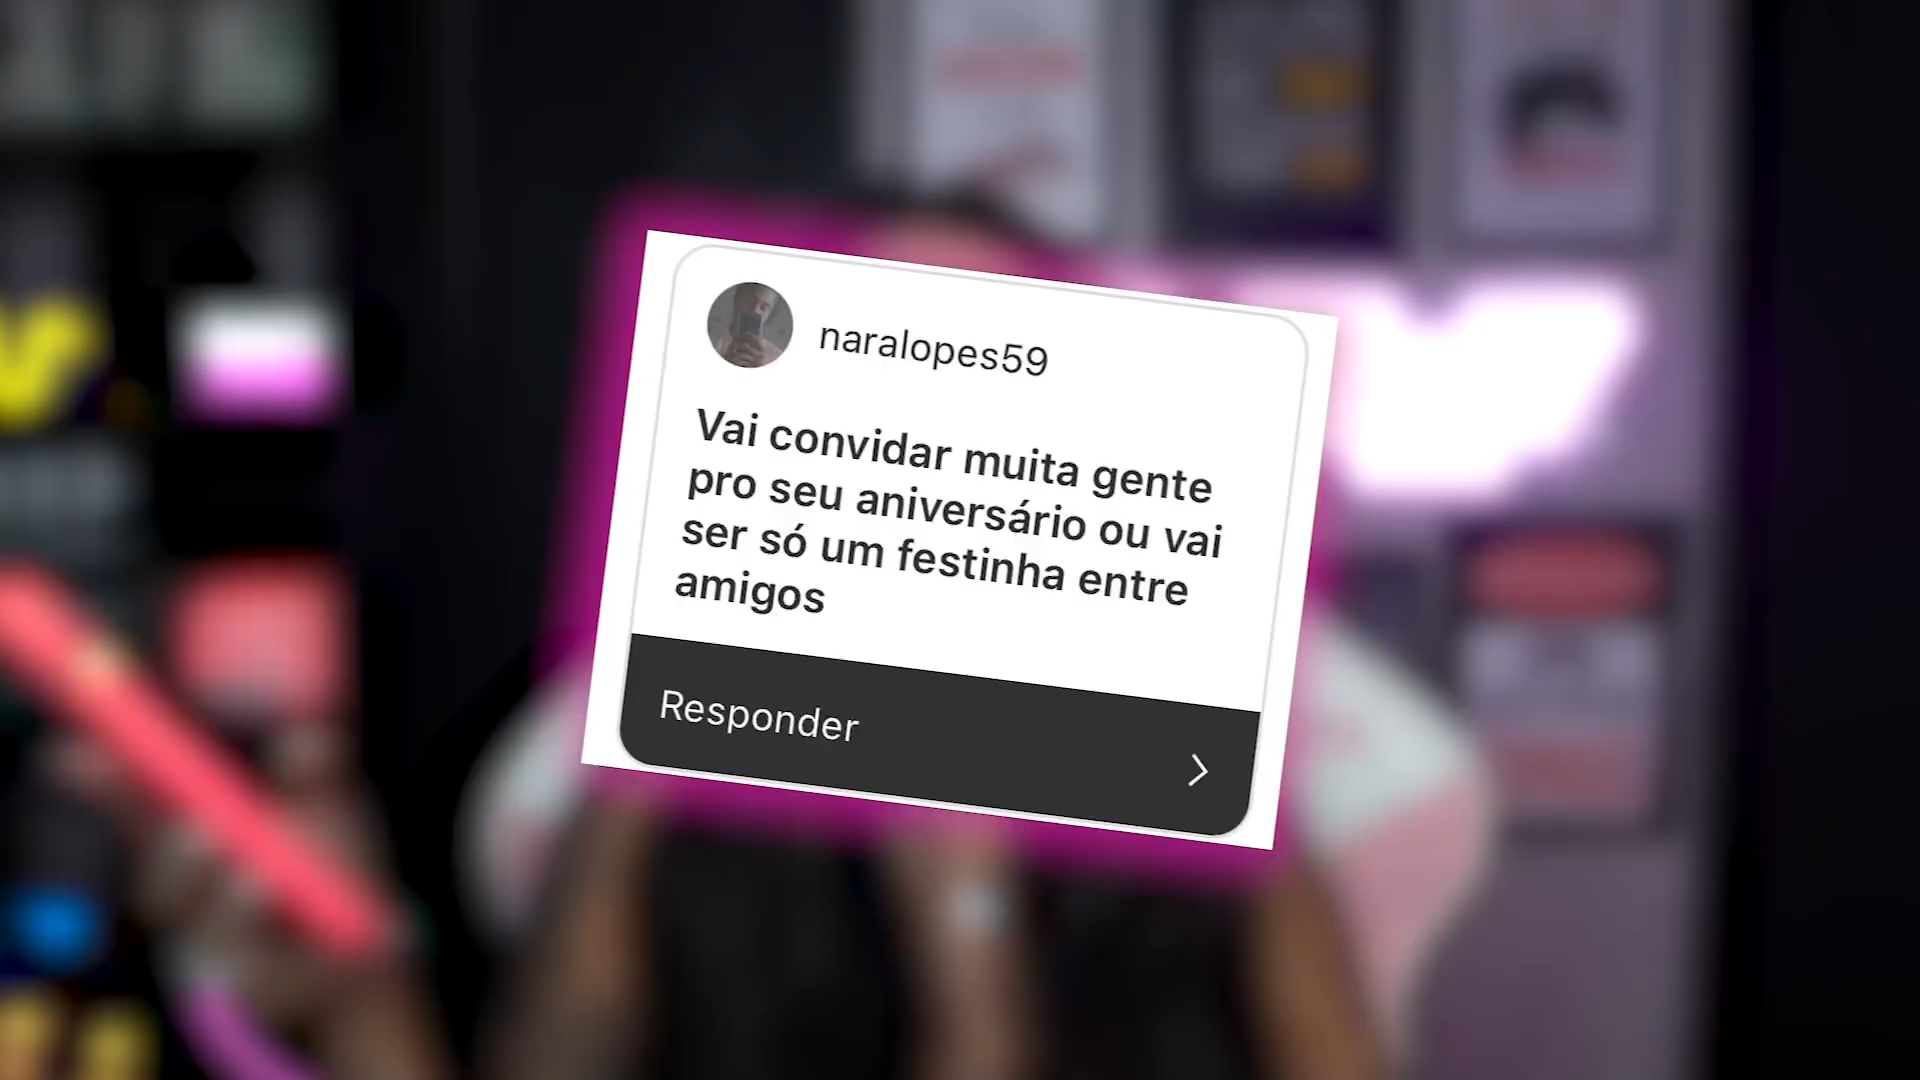 naralopes59
Vai convidar muita gente
pro seu aniversário ou vai
ser só um festinha entre
amigos
Responder